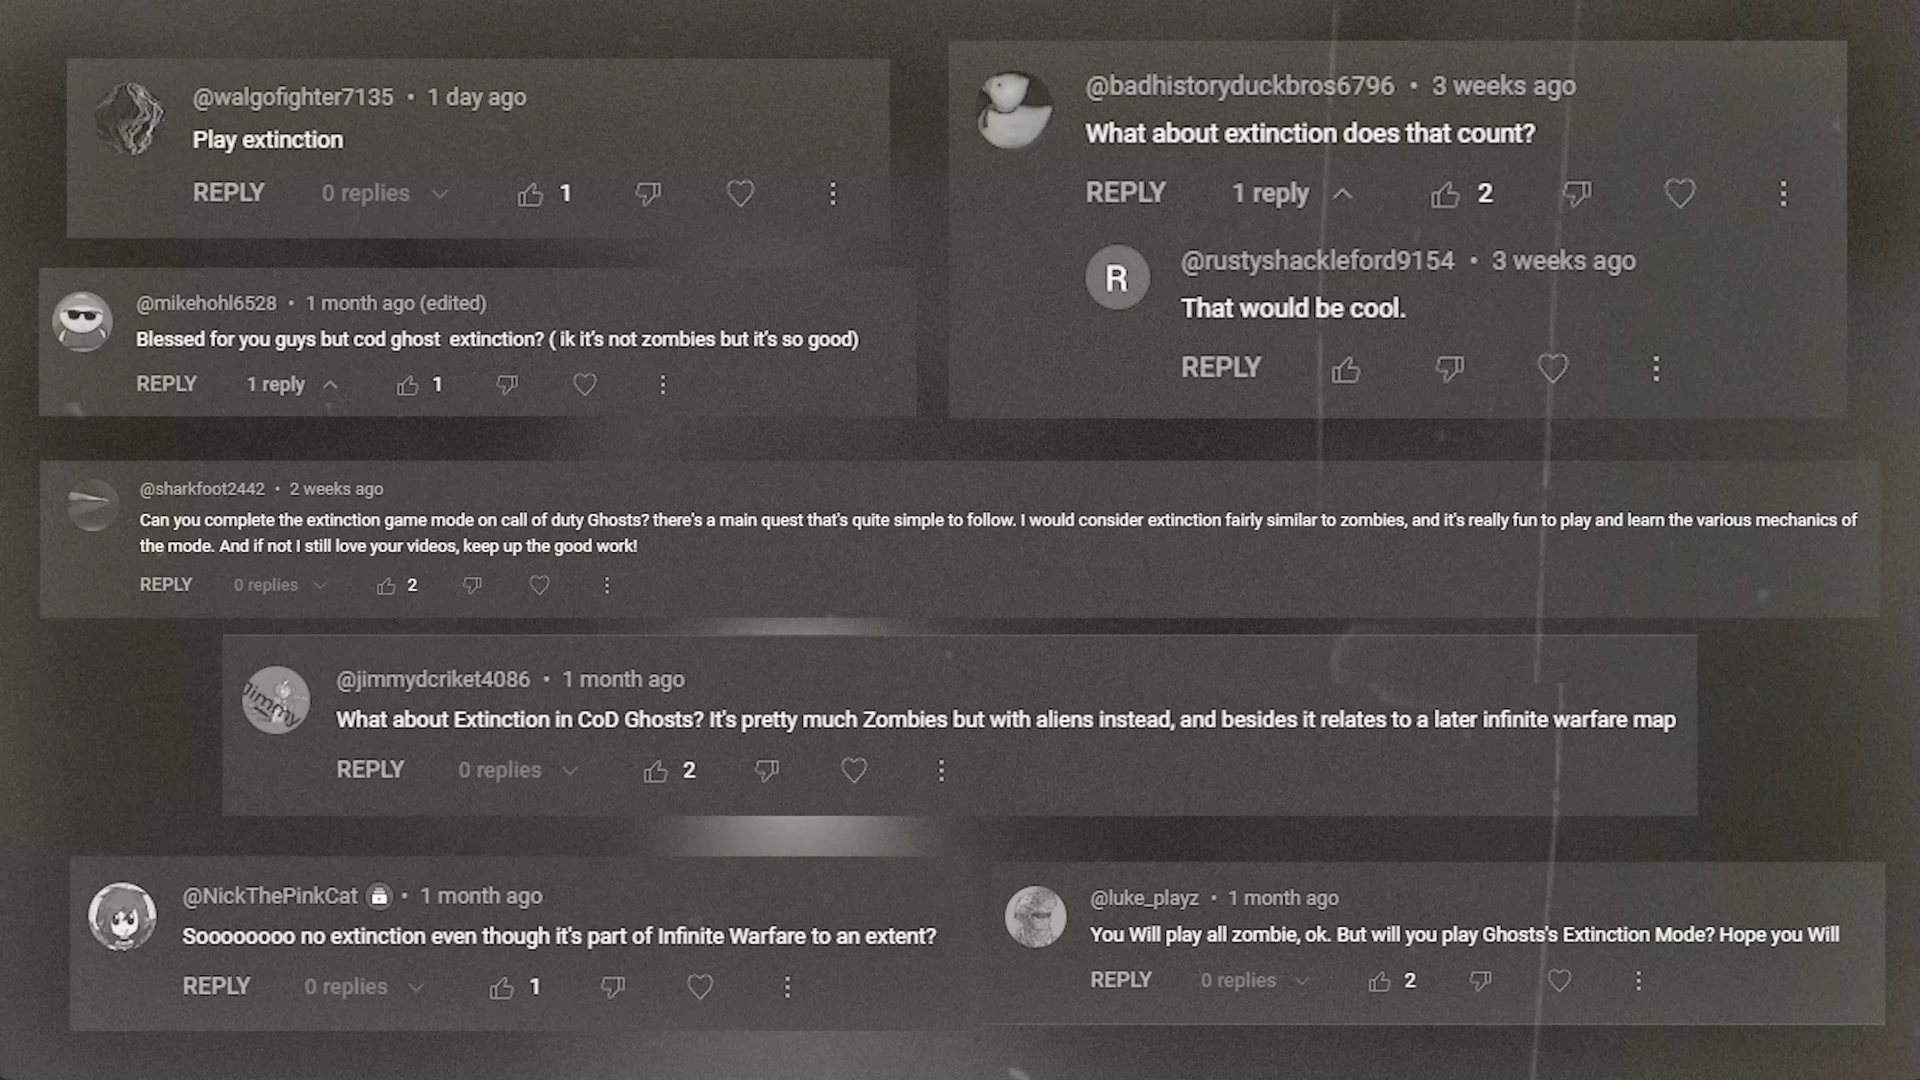 @walgofighter7135 • 1 day ago
Play extinction
REPLY 0 replies 1
@badhistoryduckbros6796 • 3 weeks ago
What about extinction does that count?
REPLY 1 reply 2
R
@rustyshackleford9154 • 3 weeks ago
That would be cool.
REPLY
@mikehohl6528 • 1 month ago (edited)
Blessed for you guys but cod ghost extinction? ( ik it's not zombies but it's so good)
REPLY 1 reply 1
@sharkfoot2442 • 2 weeks ago
Can you complete the extinction game mode on call of duty Ghosts? there's a main quest that's quite simple to follow. I would consider extinction fairly similar to zombies, and it's really fun to play and learn the various mechanics of
the mode. And if not I still love your videos, keep up the good work!
REPLY 0 replies 2
Jimmy
@jimmydcriket4086 • 1 month ago
What about Extinction in CoD Ghosts? It's pretty much Zombies but with aliens instead, and besides it relates to a later infinite warfare map
REPLY 0 replies 2
@NickThePinkCat • 1 month ago
Soooooooo no extinction even though it's part of Infinite Warfare to an extent?
REPLY 0 replies 1
@luke_playz • 1 month ago
You Will play all zombie, ok. But will you play Ghosts's Extinction Mode? Hope you Will
REPLY 0 replies 2